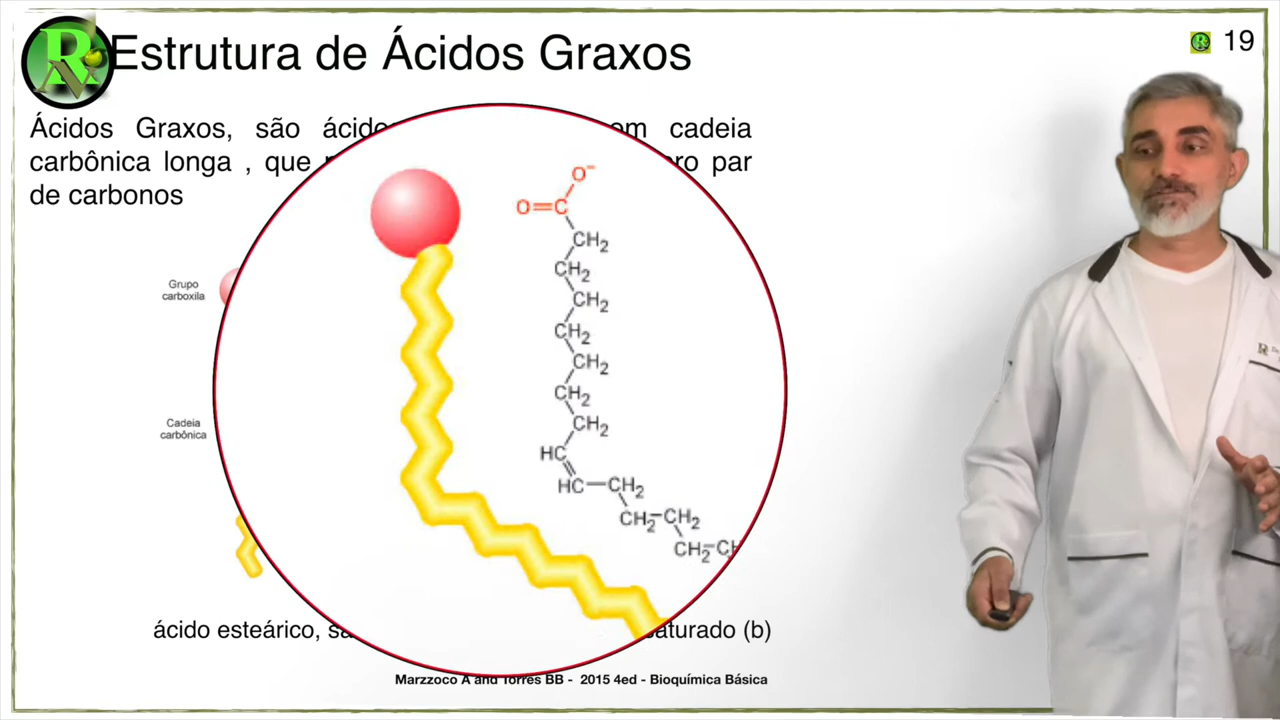 Estrutura de Ácidos Graxos
19
Ácidos Graxos, são em cadeia
carbônica longa , que par
de carbonos
Grupo
carboxila
Cadeia
carbônica
O⁻
O=C
CH₂
CH₂
CH₂
CH₂
CH₂
CH₂
CH₂
HC
HC—CH₂
CH₂–CH₂
CH₂
ácido esteárico, (b)
Marzzoco A and Torres BB - 2015 4ed - Bioquímica Básica